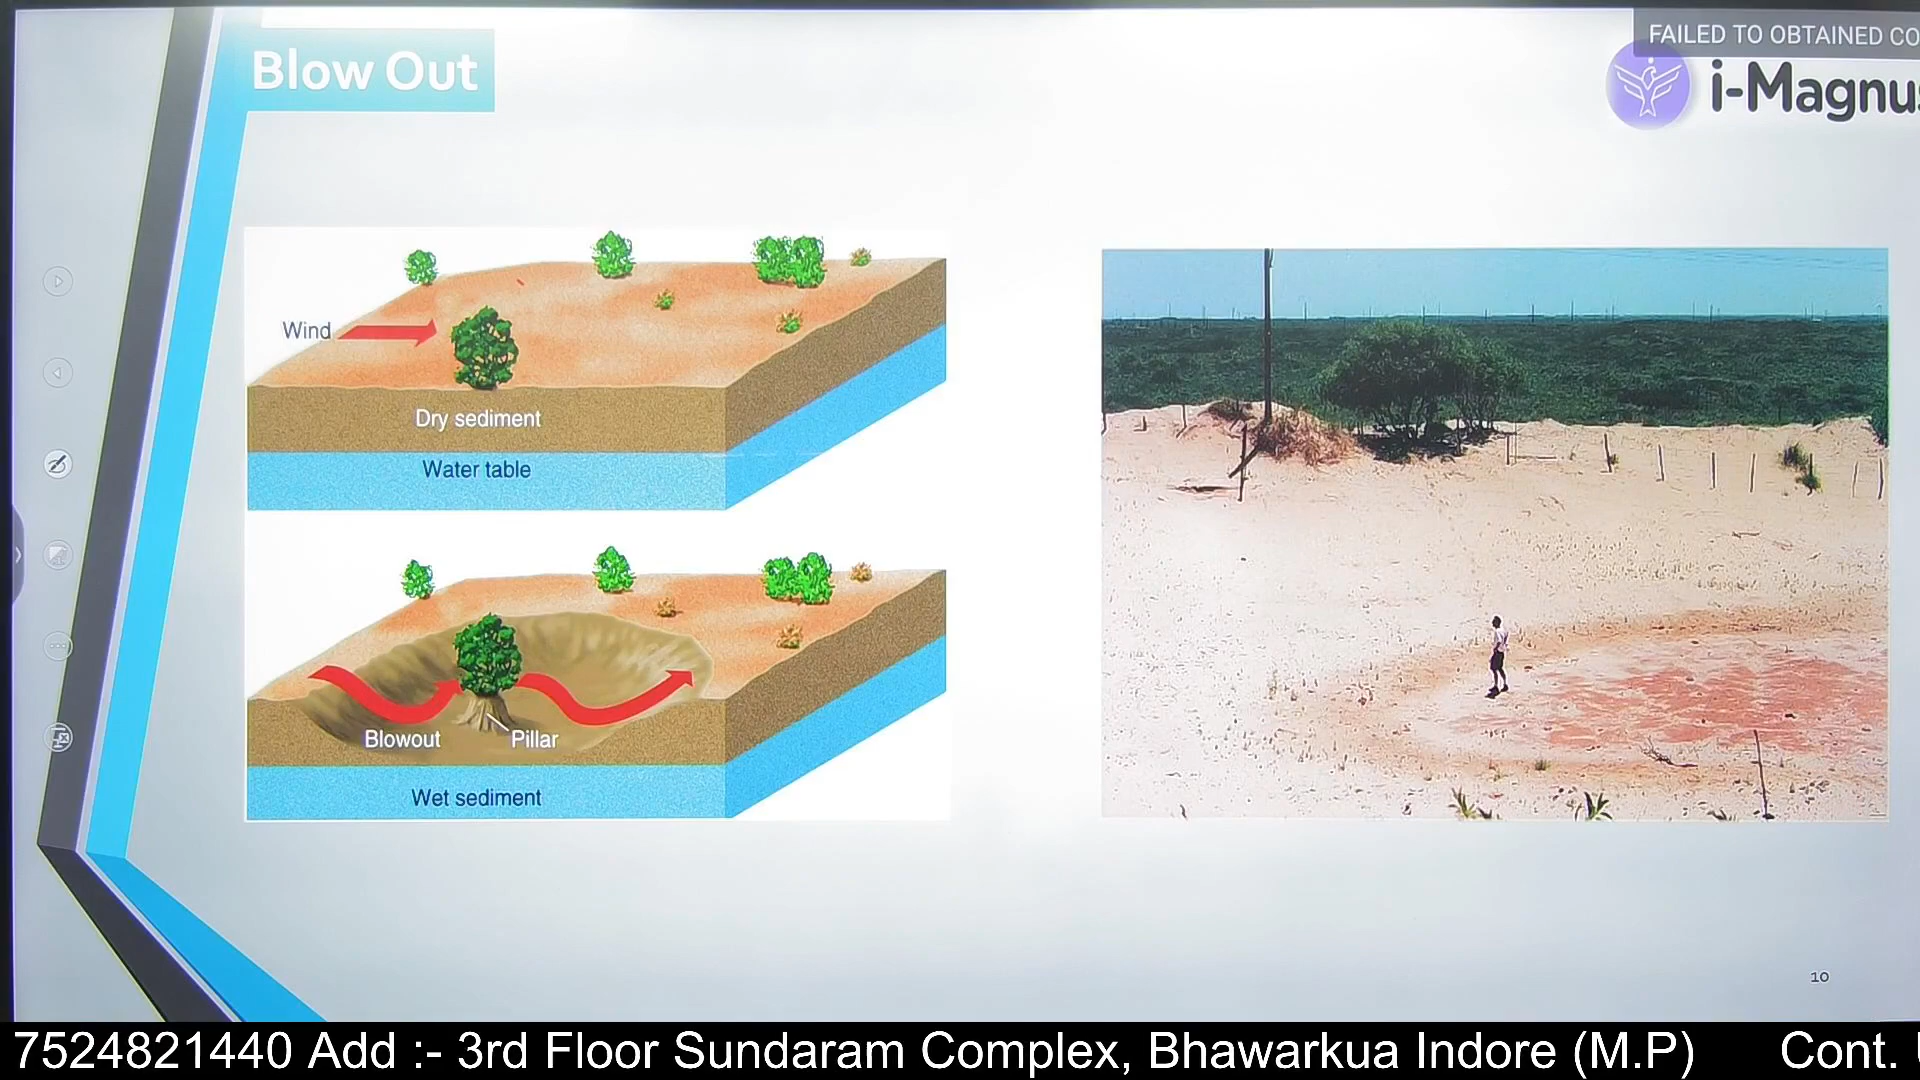 FAILED TO OBTAINED CO
Blow Out
i-Magnus
Wind
Dry sediment
Water table
Blowout
Pillar
Wet sediment
10
7524821440 Add :- 3rd Floor Sundaram Complex, Bhawarkua Indore (M.P) Cont.